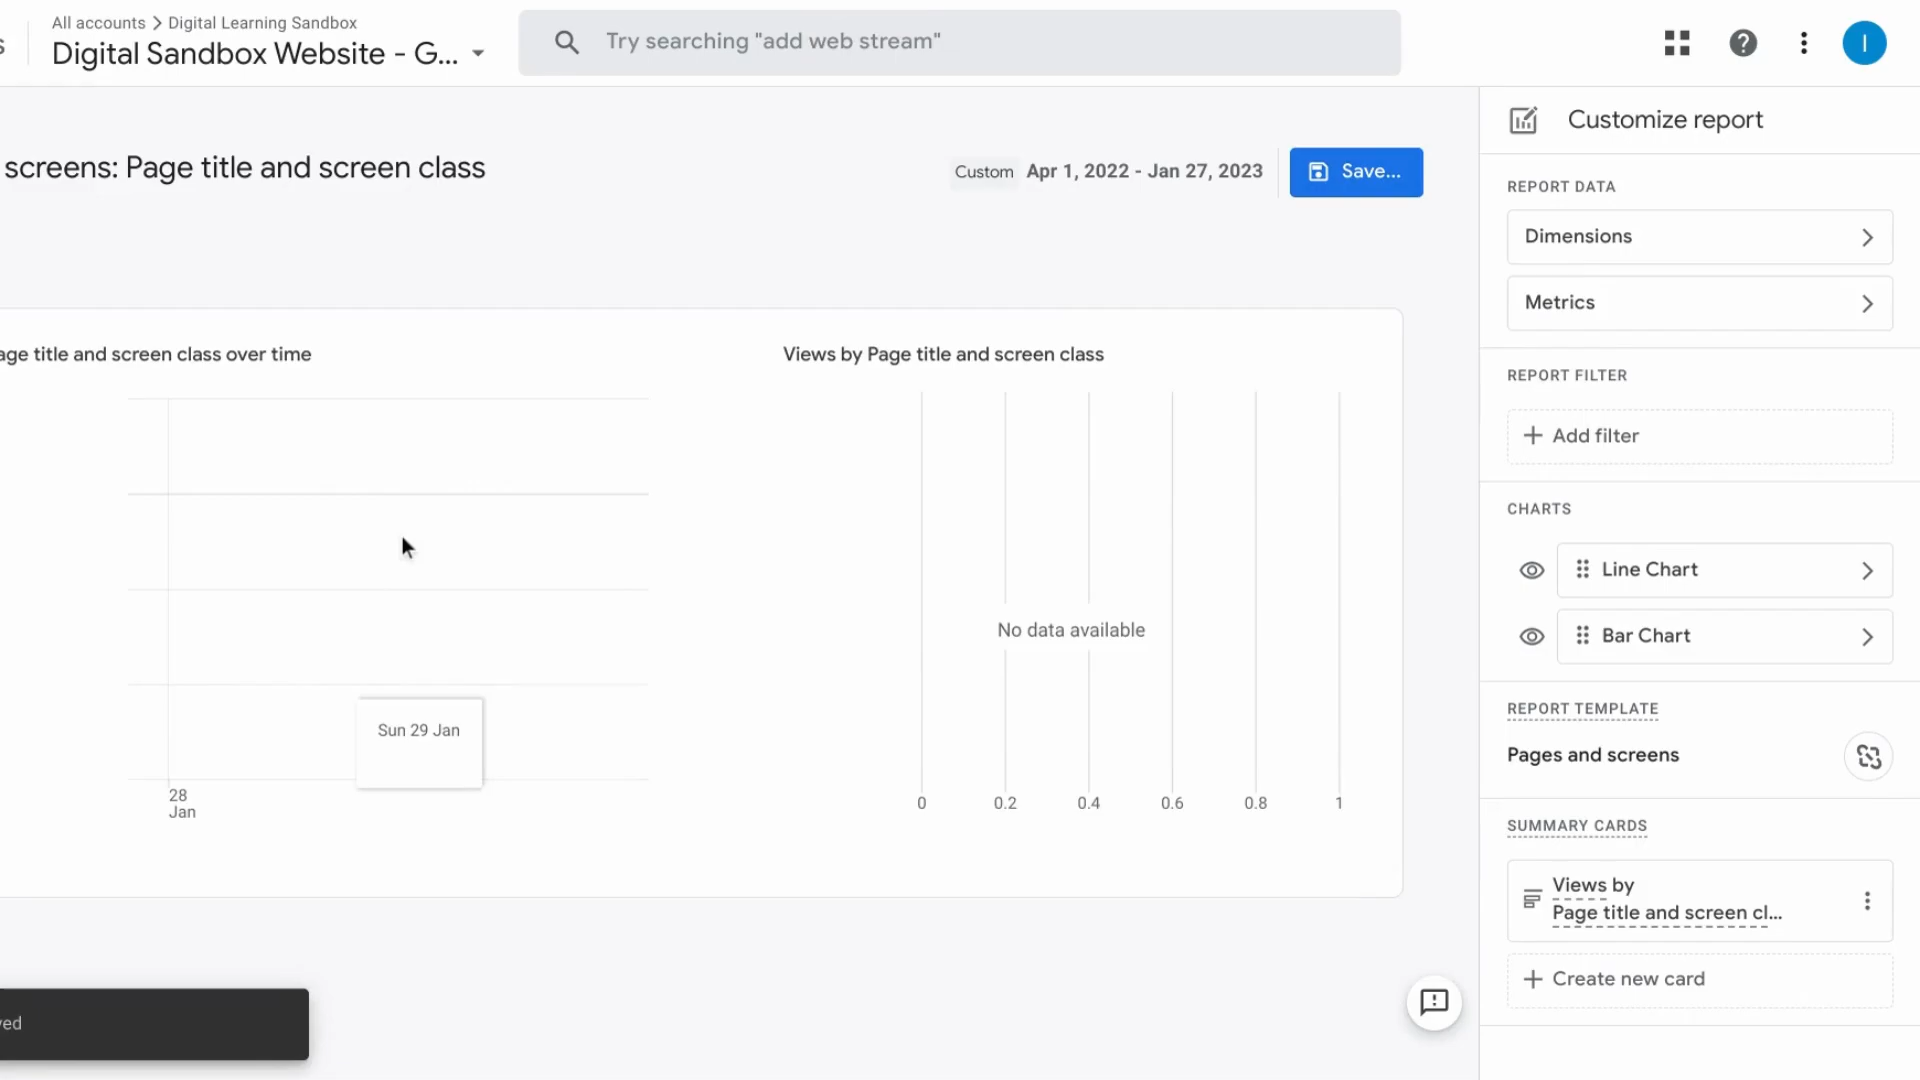 All accounts > Digital Learning Sandbox
Digital Sandbox Website - G...
Try searching "add web stream"
I
screens: Page title and screen class
Custom Apr 1, 2022 - Jan 27, 2023
Save...
age title and screen class over time
Sun 29 Jan
28
Jan
Views by Page title and screen class
No data available
0 0.2 0.4 0.6 0.8 1
ved
Customize report
REPORT DATA
Dimensions
Metrics
REPORT FILTER
+ Add filter
CHARTS
Line Chart
Bar Chart
REPORT TEMPLATE
Pages and screens
SUMMARY CARDS
Views by
Page title and screen cl...
+ Create new card